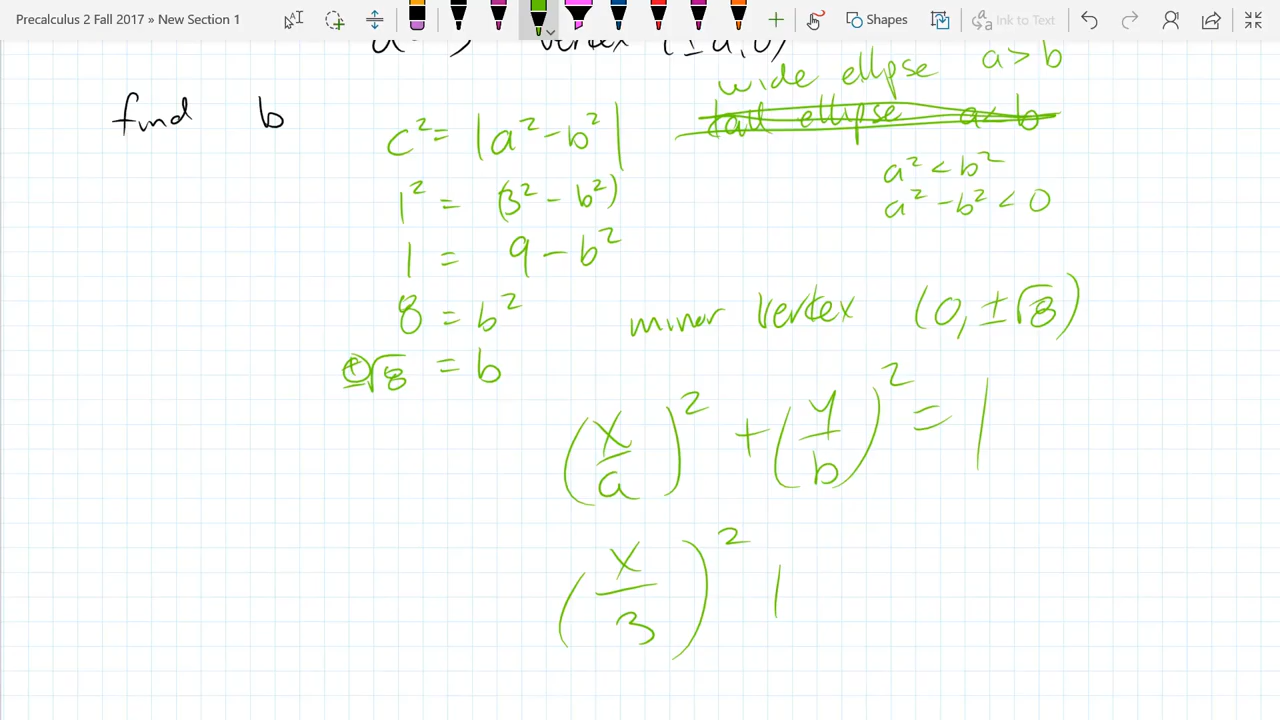 Precalculus 2 Fall 2017 » New Section 1
Shapes
Ink to Text
vertex (±a, 0)
wide ellipse a > b
tall ellipse a < b
find b
c² = |a² − b²|
a² < b²
1² = (3² − b²)
a² − b² < 0
1 = 9 − b²
8 = b²
minor vertex (0, ±√8)
±√8 = b
(x/a)² + (y/b)² = 1
(x/3)² |